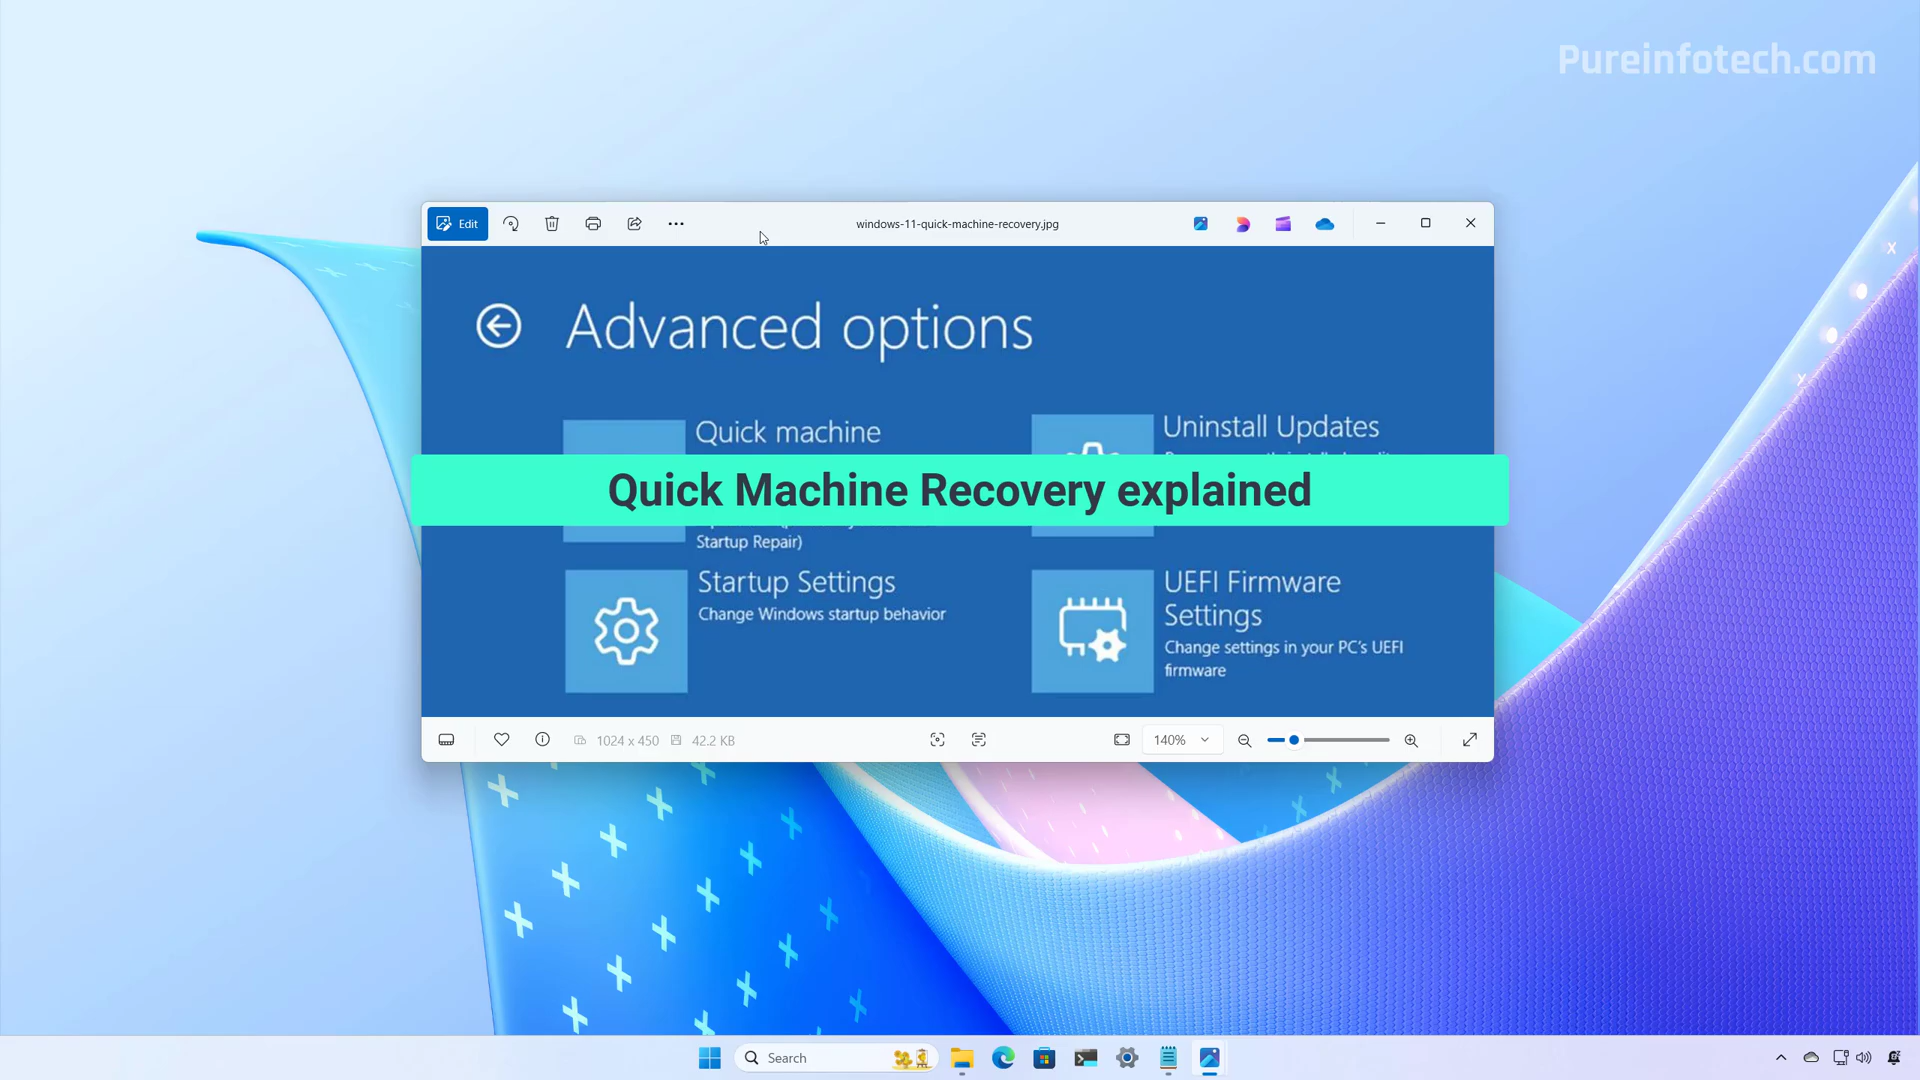 Pureinfotech.com
Edit
windows-11-quick-machine-recovery.jpg
Advanced options
Quick machine
Uninstall Updates
Quick Machine Recovery explained
Startup Repair)
Startup Settings
Change Windows startup behavior
UEFI Firmware
Settings
Change settings in your PC's UEFI
firmware
1024 x 450
42.2 KB
140%
Search